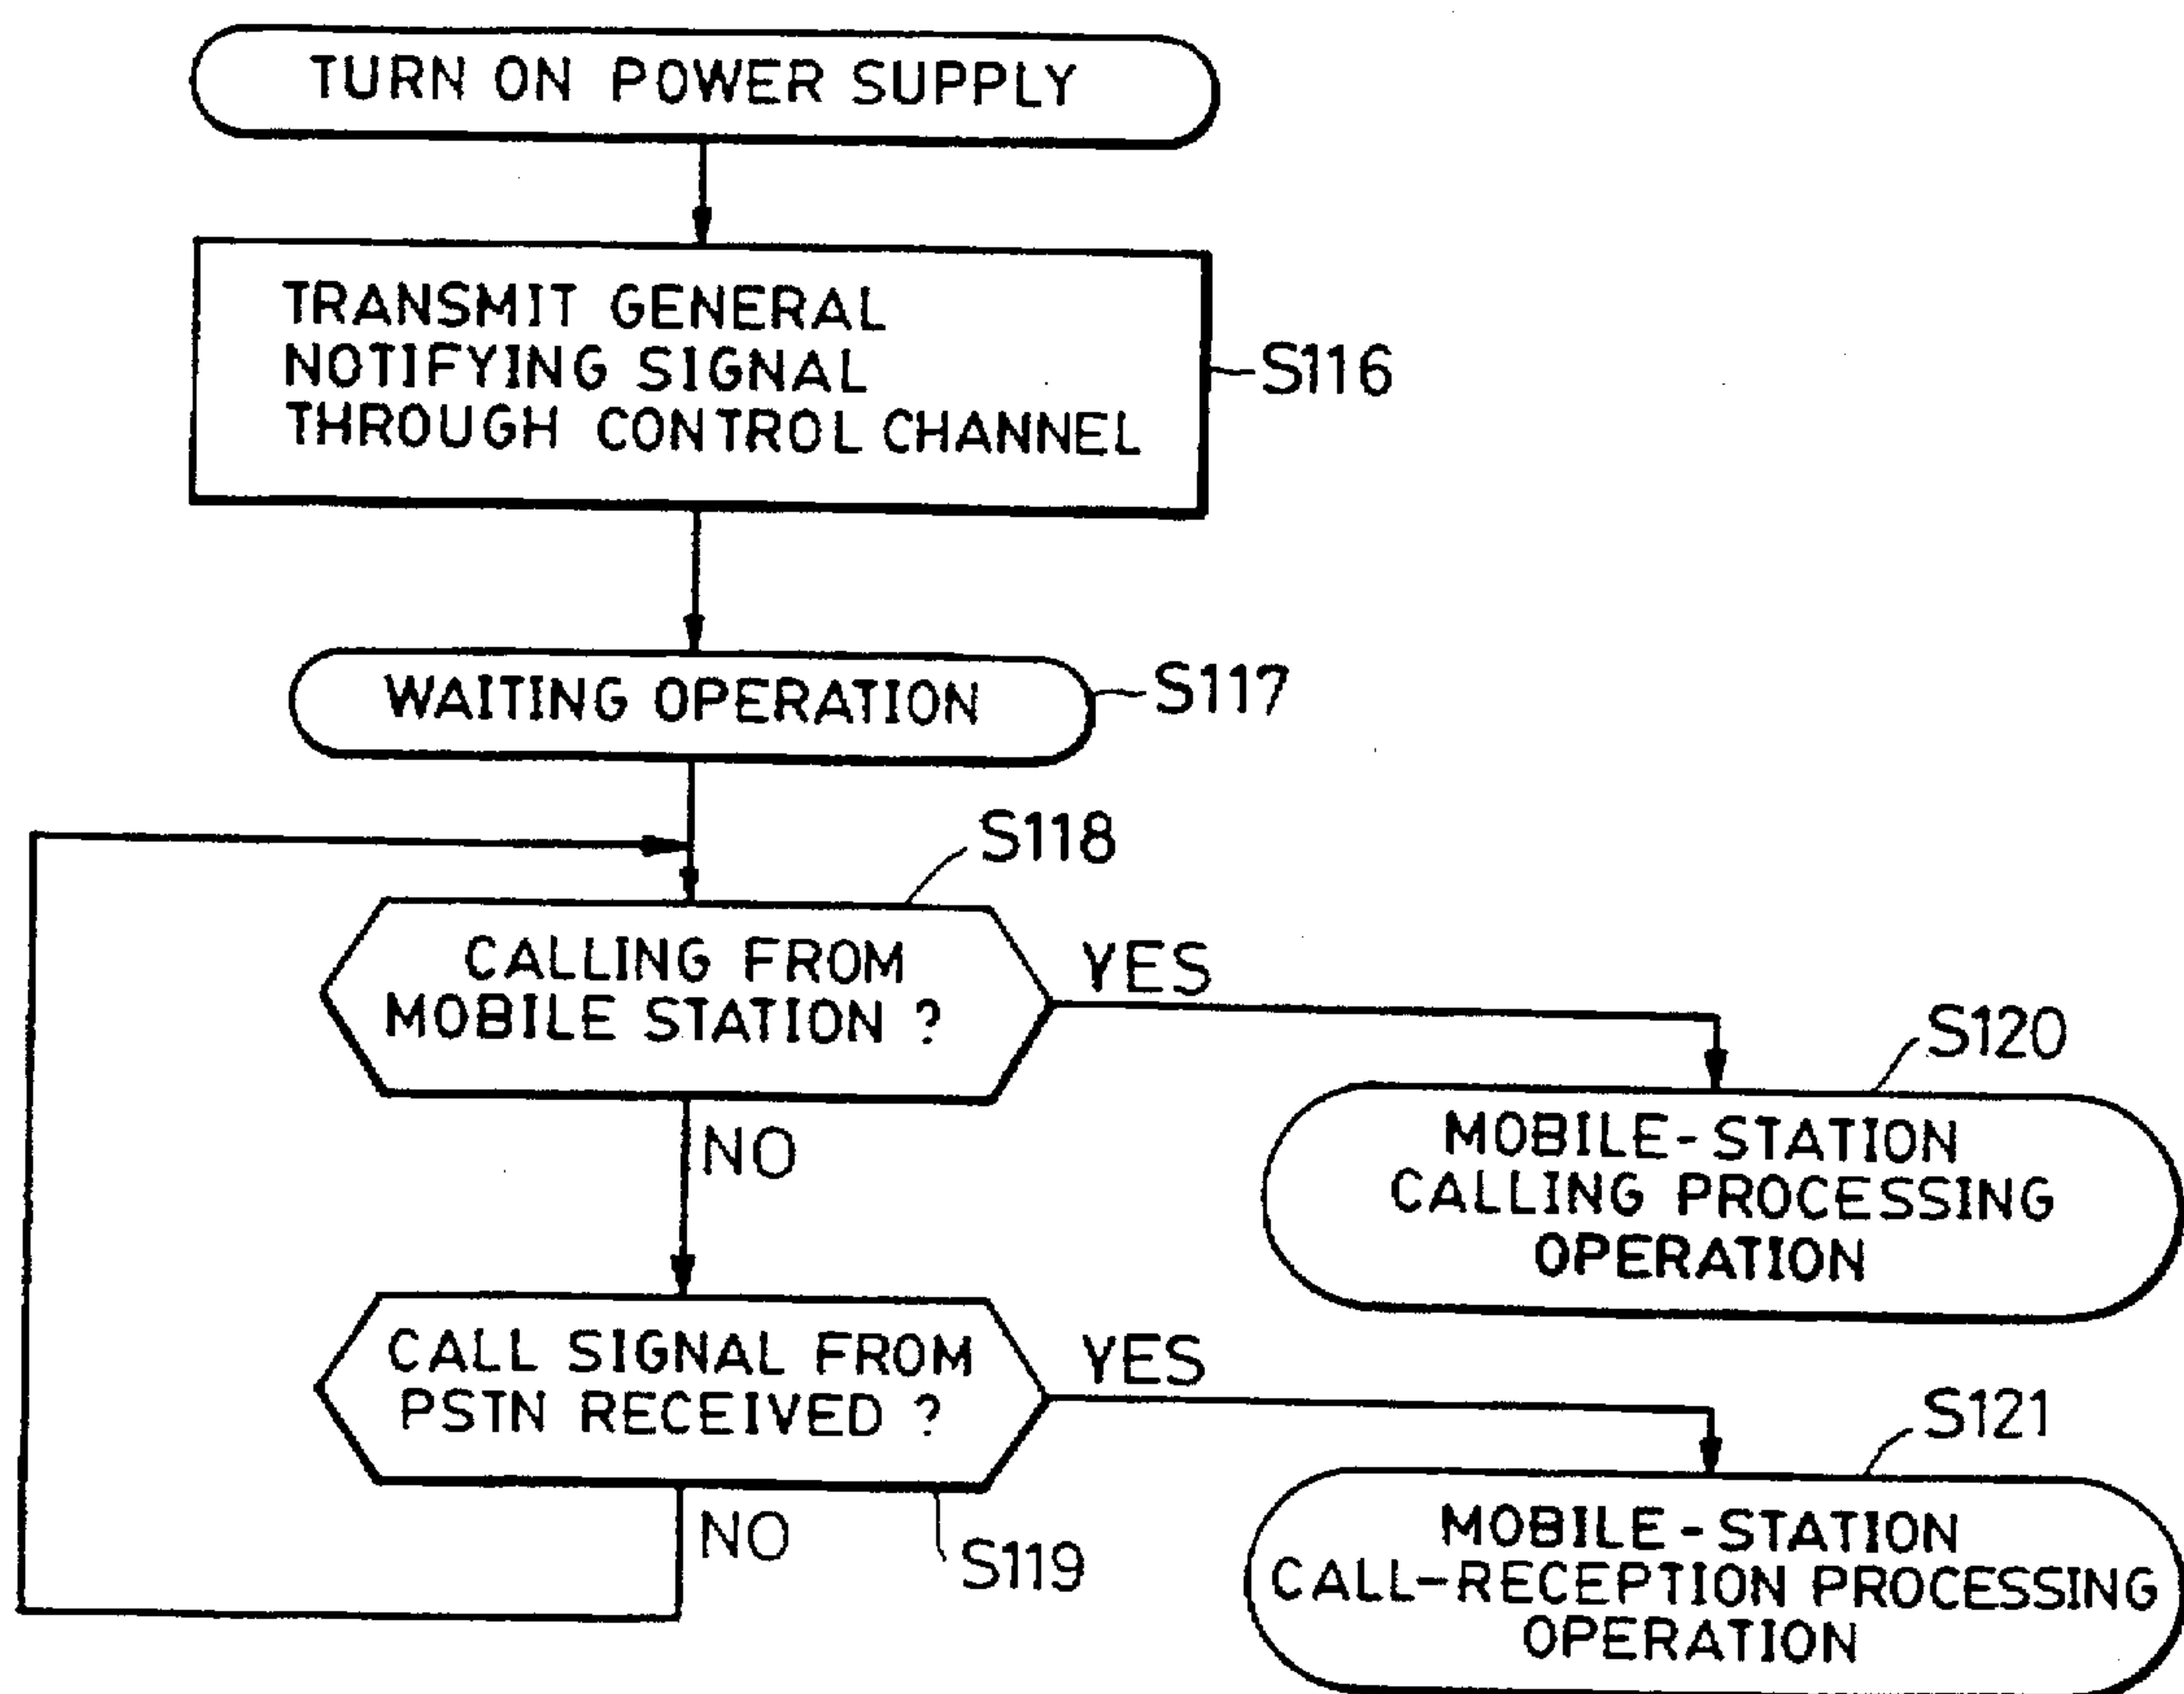 TURN ON POWER SUPPLY
TRANSMIT GENERAL
NOTIFYING SIGNAL
THROUGH CONTROL CHANNEL
S116
WAITING OPERATION
S117
S118
CALLING FROM
MOBILE STATION ?
YES
NO
S120
MOBILE-STATION
CALLING PROCESSING
OPERATION
CALL SIGNAL FROM
PSTN RECEIVED ?
YES
NO
S119
S121
MOBILE-STATION
CALL-RECEPTION PROCESSING
OPERATION